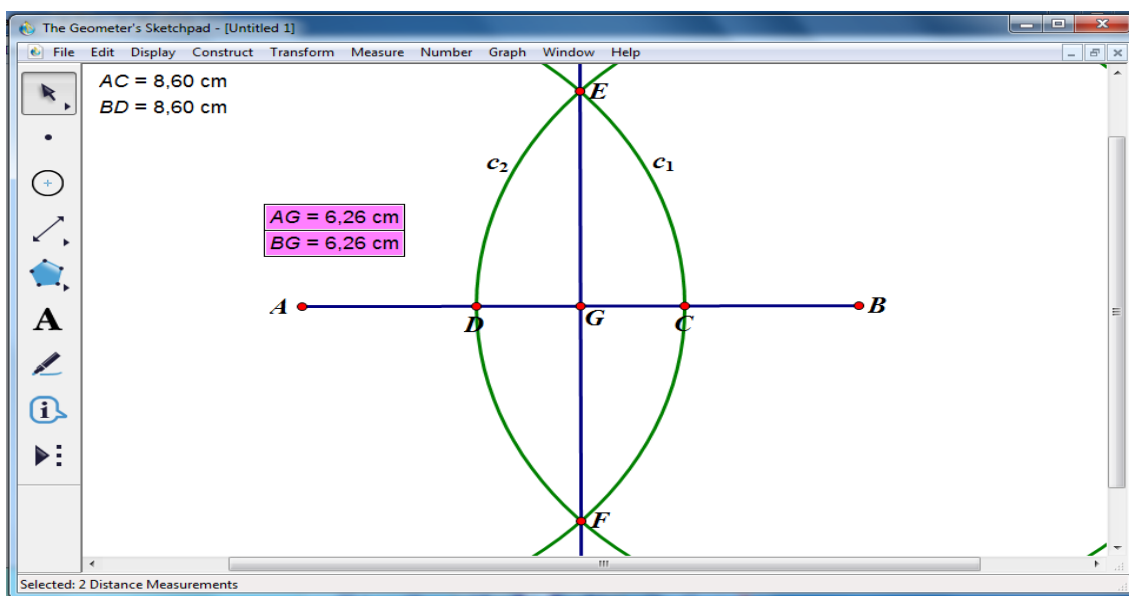 The Geometer's Sketchpad - [Untitled 1]
File Edit Display Construct Transform Measure Number Graph Window Help
AC = 8,60 cm
BD = 8,60 cm
E
c₂
c₁
AG = 6,26 cm
BG = 6,26 cm
A
D
G
C
B
A
F
Selected: 2 Distance Measurements